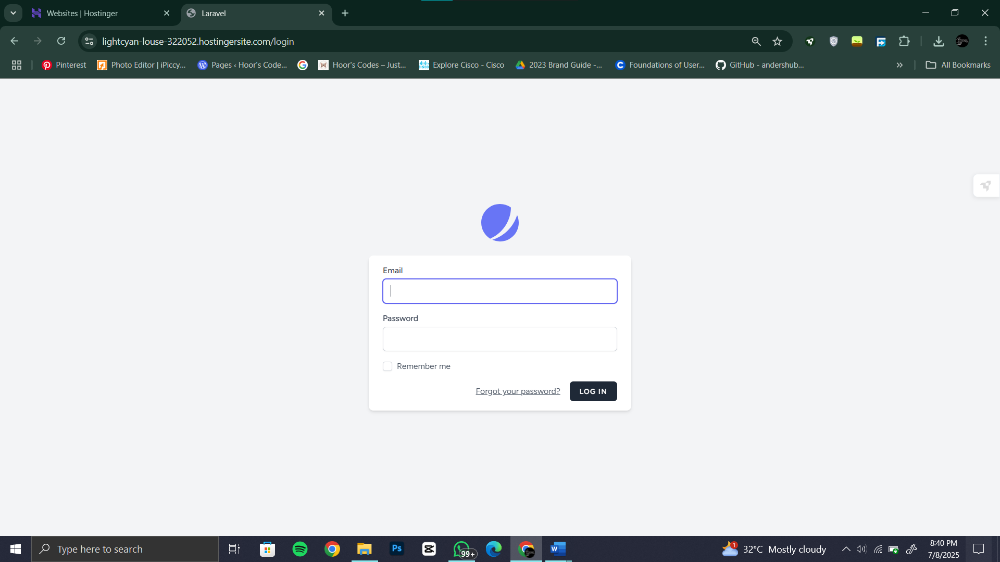 Websites | Hostinger
Laravel
lightcyan-louse-322052.hostingersite.com/login
Pinterest
Photo Editor | iPiccy...
Pages ‹ Hoor's Code...
Hoor's Codes – Just...
Explore Cisco - Cisco
2023 Brand Guide -...
Foundations of User...
GitHub - andershub...
All Bookmarks
Email
Password
Remember me
Forgot your password?
LOG IN
Type here to search
Ps
99+
W
1
32°C Mostly cloudy
8:40 PM
7/8/2025